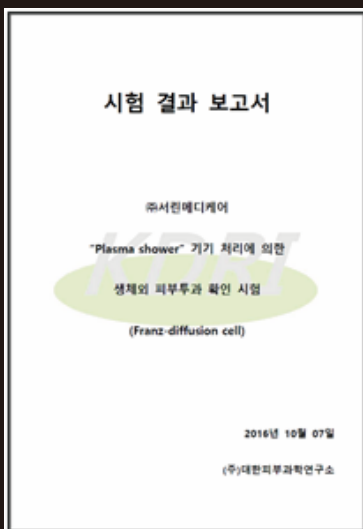 시험 결과 보고서
㈜서린메디케어
"Plasma shower" 기기 처리에 의한
생체외 피부투과 확인 시험
(Franz-diffusion cell)
KDRI
2016년 10월 07일
(주)대한피부과학연구소